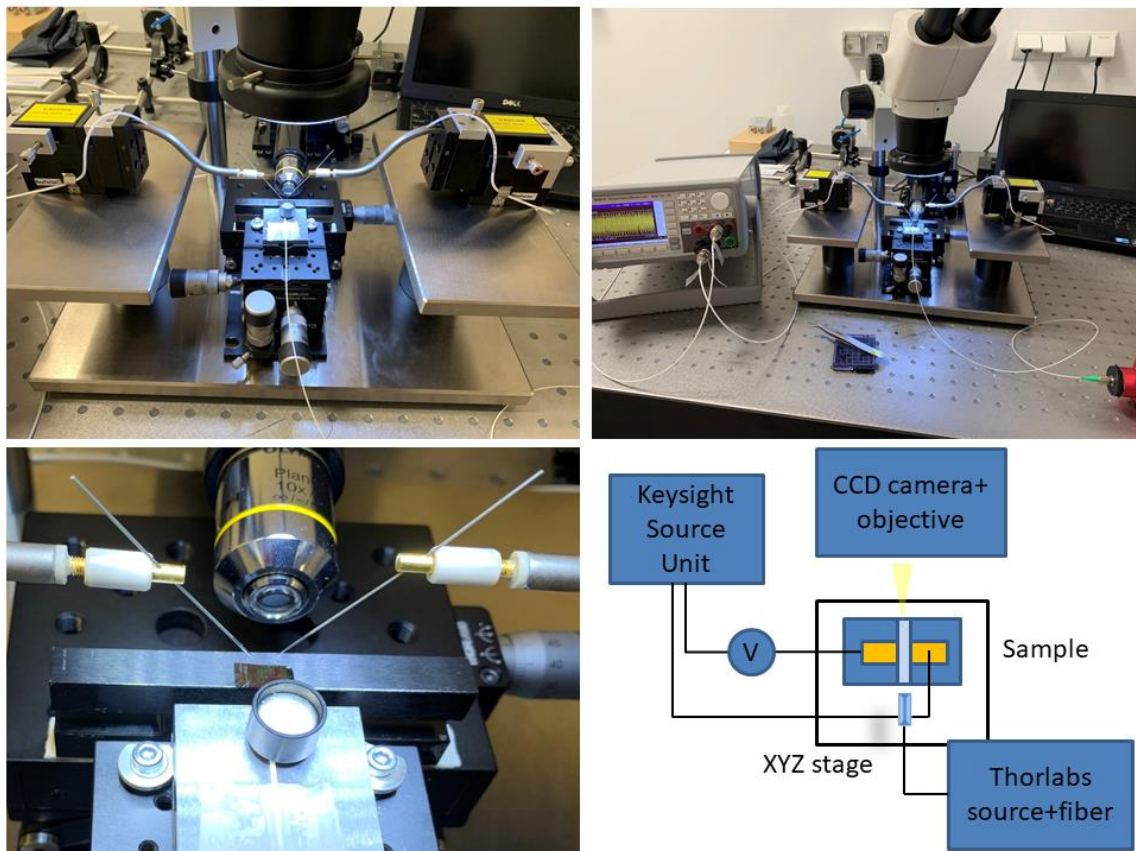 DELL
Plan
10x
Keysight
Source
Unit
CCD camera+
objective
V
Sample
XYZ stage
Thorlabs
source+fiber